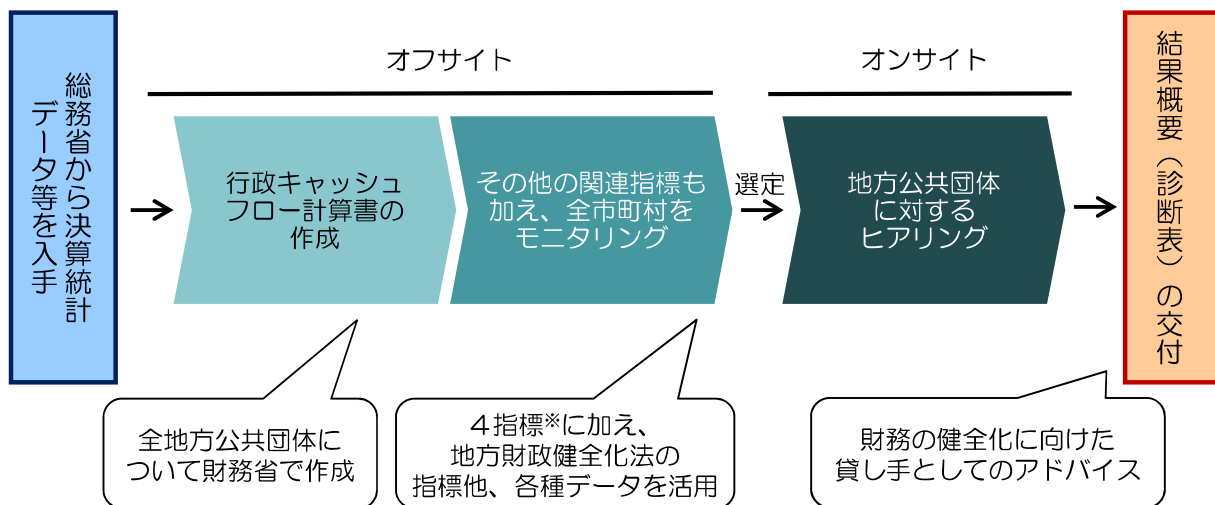 総務省から決算統計
データ等を入手
オフサイト
行政キャッシュ
フロー計算書の
作成
その他の関連指標も
加え、全市町村を
モニタリング
選定
オンサイト
地方公共団体
に対する
ヒアリング
結果概要（診断表）の交付
全地方公共団体に
ついて財務省で作成
４指標※に加え、
地方財政健全化法の
指標他、各種データを活用
財務の健全化に向けた
貸し手としてのアドバイス